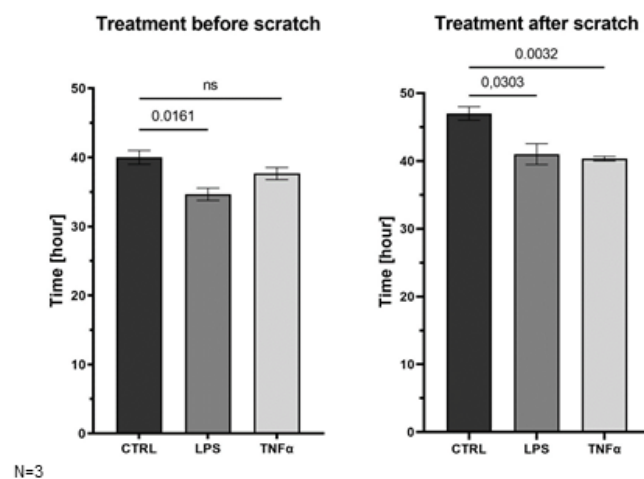 Treatment before scratch
ns
0.0161
50
40
30
20
10
0
Time [hour]
CTRL LPS TNFα
Treatment after scratch
0.0032
0,0303
50
40
30
20
10
0
Time [hour]
CTRL LPS TNFα
N=3